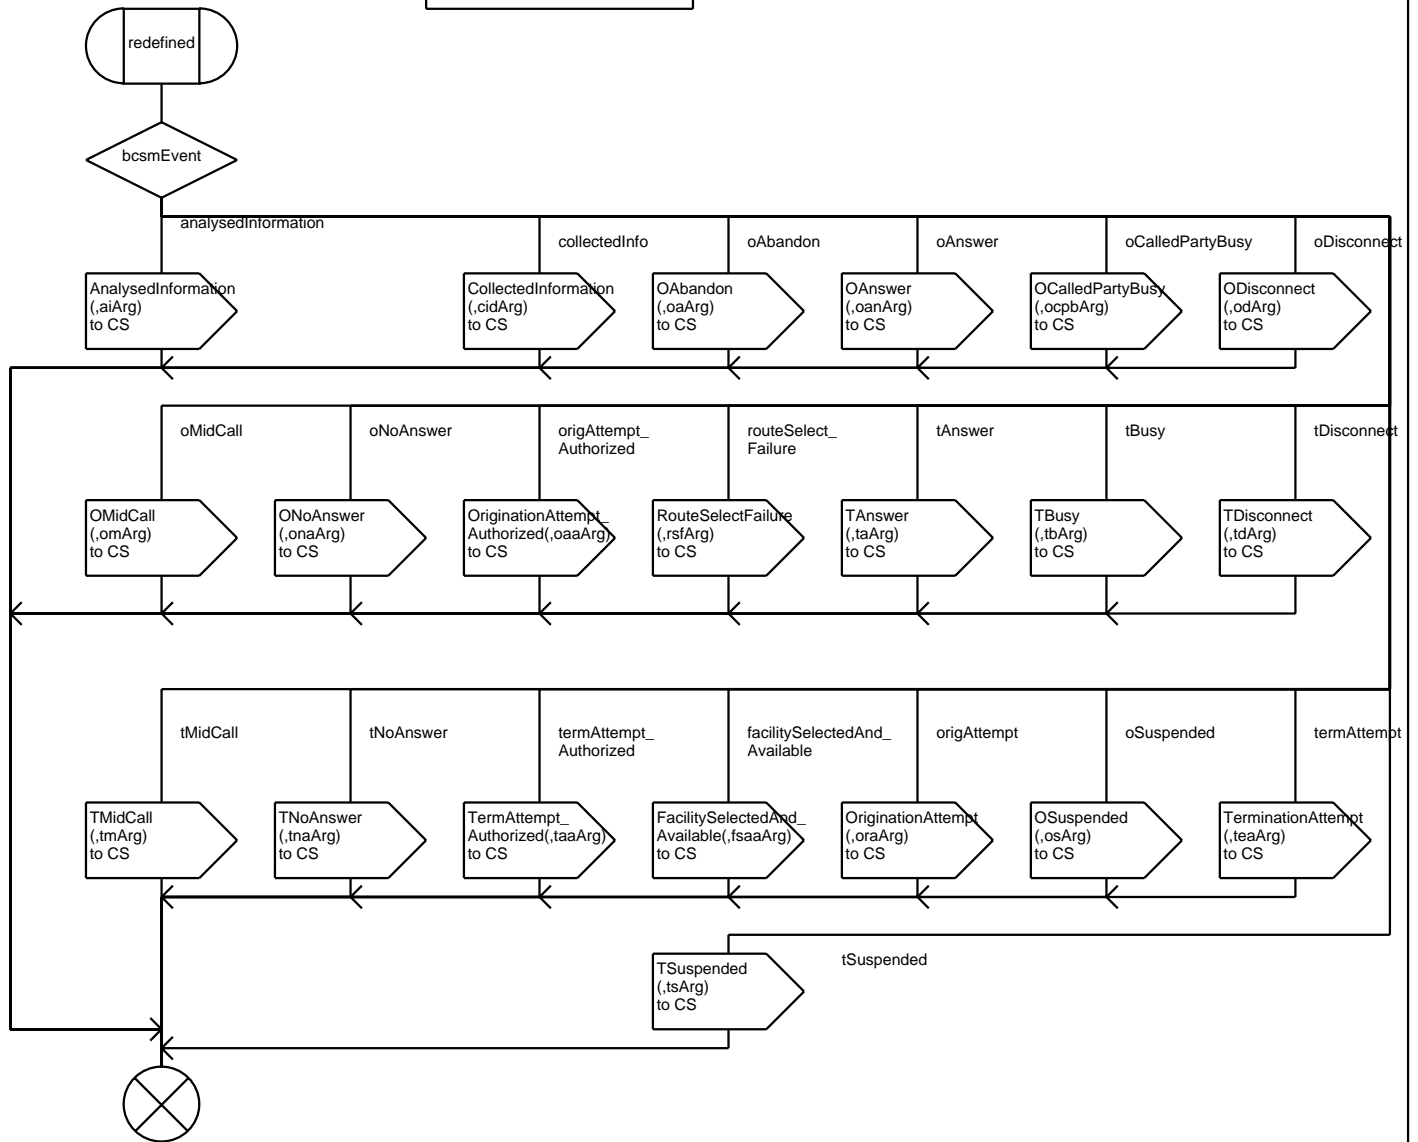 redefined
bcsmEvent
analysedInformation
collectedInfo
oAbandon
oAnswer
oCalledPartyBusy
oDisconnect
AnalysedInformation
(,aiArg)
to CS
CollectedInformation
(,cidArg)
to CS
OAbandon
(,oaArg)
to CS
OAnswer
(,oanArg)
to CS
OCalledPartyBusy
(,ocpbArg)
to CS
ODisconnect
(,odArg)
to CS
oMidCall
oNoAnswer
origAttempt_
Authorized
routeSelect_
Failure
tAnswer
tBusy
tDisconnect
OMidCall
(,omArg)
to CS
ONoAnswer
(,onaArg)
to CS
OriginationAttempt_
Authorized(,oaaArg)
to CS
RouteSelectFailure
(,rsfArg)
to CS
TAnswer
(,taArg)
to CS
TBusy
(,tbArg)
to CS
TDisconnect
(,tdArg)
to CS
tMidCall
tNoAnswer
termAttempt_
Authorized
facilitySelectedAnd_
Available
origAttempt
oSuspended
termAttempt
TMidCall
(,tmArg)
to CS
TNoAnswer
(,tnaArg)
to CS
TermAttempt_
Authorized(,taaArg)
to CS
FacilitySelectedAnd_
Available(,fsaaArg)
to CS
OriginationAttempt
(,oraArg)
to CS
OSuspended
(,osArg)
to CS
TerminationAttempt
(,teaArg)
to CS
tSuspended
TSuspended
(,tsArg)
to CS